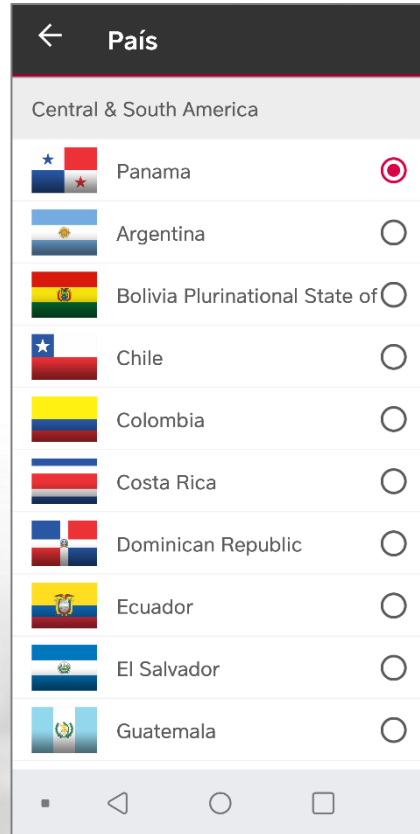 País
Central & South America
Panama
Argentina
Bolivia Plurinational State of
Chile
Colombia
Costa Rica
Dominican Republic
Ecuador
El Salvador
Guatemala